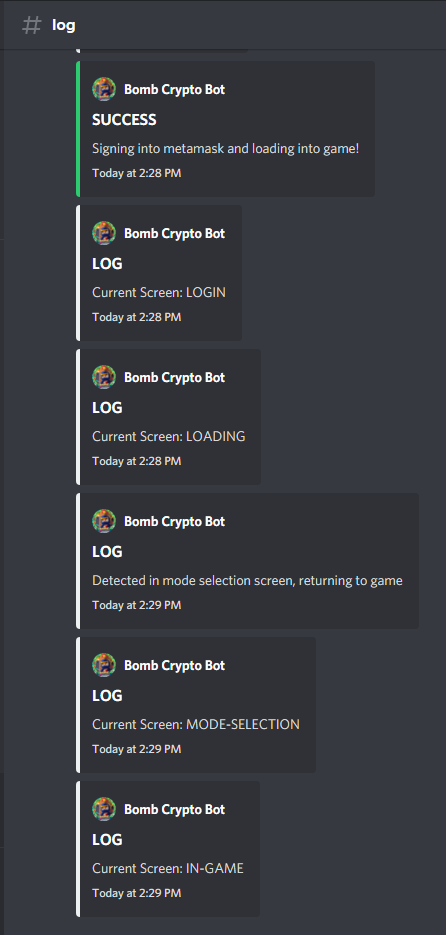 # log
Bomb Crypto Bot
SUCCESS
Signing into metamask and loading into game!
Today at 2:28 PM
Bomb Crypto Bot
LOG
Current Screen: LOGIN
Today at 2:28 PM
Bomb Crypto Bot
LOG
Current Screen: LOADING
Today at 2:28 PM
Bomb Crypto Bot
LOG
Detected in mode selection screen, returning to game
Today at 2:29 PM
Bomb Crypto Bot
LOG
Current Screen: MODE-SELECTION
Today at 2:29 PM
Bomb Crypto Bot
LOG
Current Screen: IN-GAME
Today at 2:29 PM